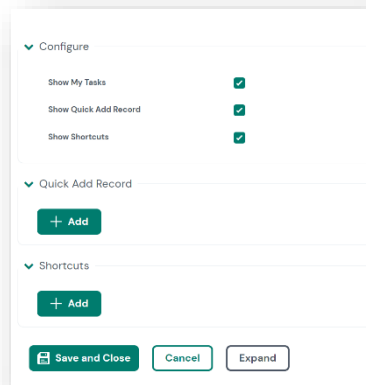 Configure
Show My Tasks
Show Quick Add Record
Show Shortcuts
Quick Add Record
Add
Shortcuts
Add
Save and Close Cancel Expand